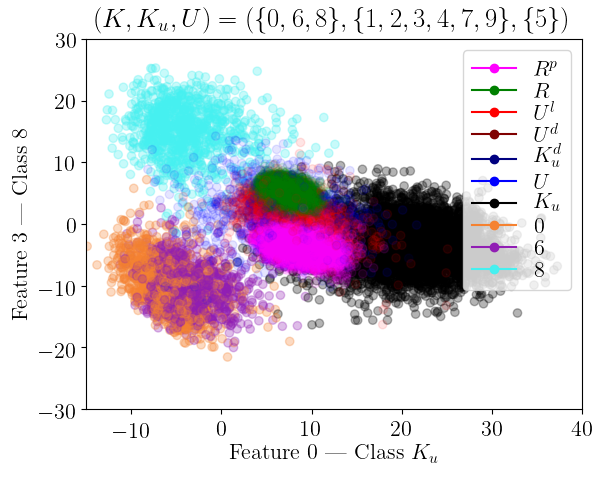 (K, K_u, U) = ({0, 6, 8}, {1, 2, 3, 4, 7, 9}, {5})
30
20
10
0
−10
−20
−30
Feature 3 — Class 8
−10 0 10 20 30 40
Feature 0 — Class K_u
R^p
R
U^l
U^d
K_u^d
U
K_u
0
6
8